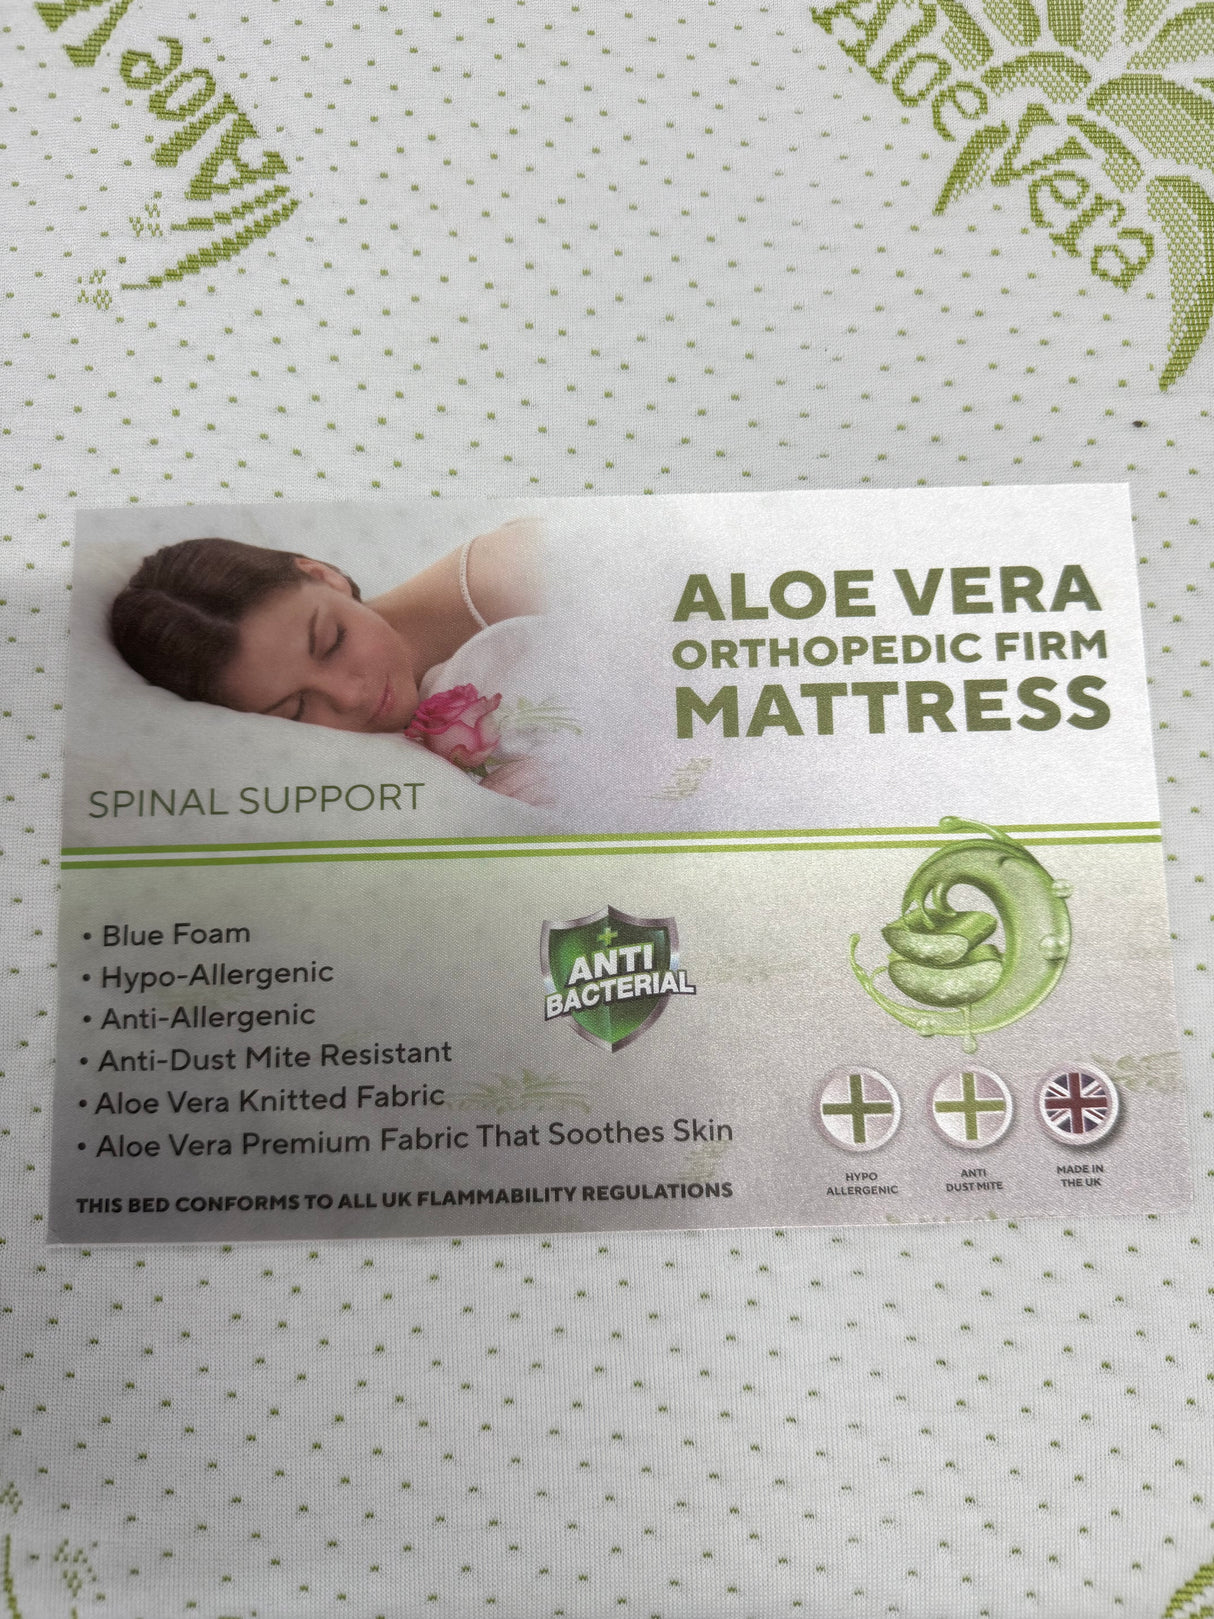 Aloe
Aloe Vera
ALOE VERA
ORTHOPEDIC FIRM
MATTRESS
SPINAL SUPPORT
• Blue Foam
• Hypo-Allergenic
• Anti-Allergenic
• Anti-Dust Mite Resistant
• Aloe Vera Knitted Fabric
• Aloe Vera Premium Fabric That Soothes Skin
THIS BED CONFORMS TO ALL UK FLAMMABILITY REGULATIONS
ANTI
BACTERIAL
HYPO
ALLERGENIC
ANTI
DUST MITE
MADE IN
THE UK